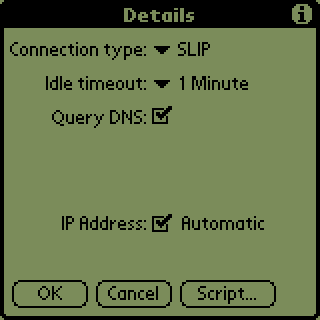 Details
Connection type: SLIP
Idle timeout: 1 Minute
Query DNS:
IP Address: Automatic
OK Cancel Script...